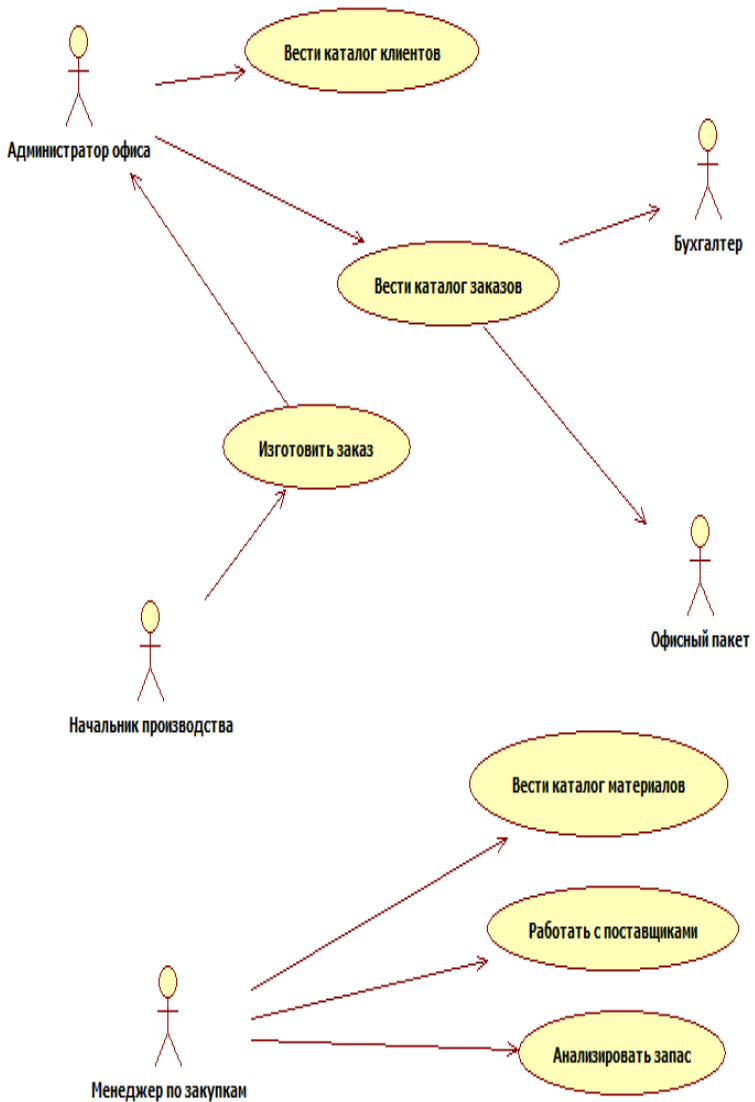 Вести каталог клиентов
Администратор офиса
Бухгалтер
Вести каталог заказов
Изготовить заказ
Офисный пакет
Начальник производства
Вести каталог материалов
Работать с поставщиками
Анализировать запас
Менеджер по закупкам